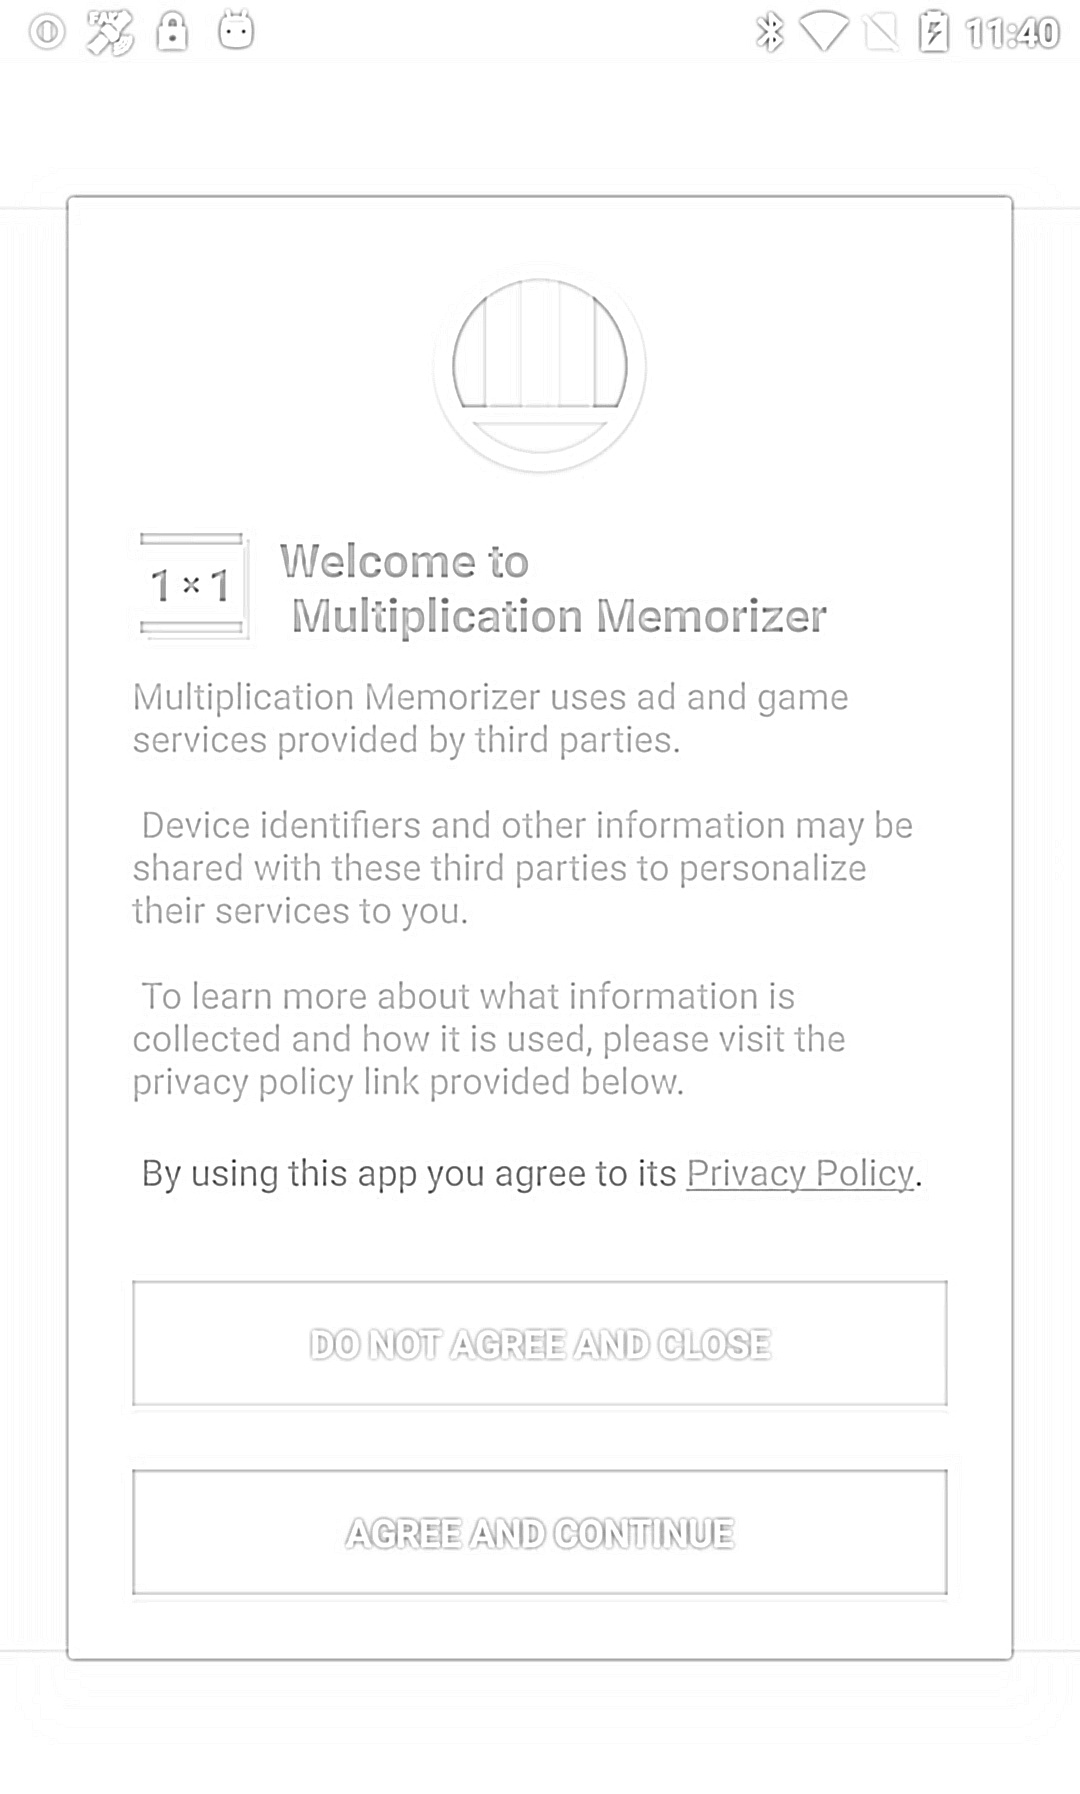 FAKE 11:40
1 × 1
Welcome to
Multiplication Memorizer
Multiplication Memorizer uses ad and game
services provided by third parties.
Device identifiers and other information may be
shared with these third parties to personalize
their services to you.
To learn more about what information is
collected and how it is used, please visit the
privacy policy link provided below.
By using this app you agree to its Privacy Policy.
DO NOT AGREE AND CLOSE
AGREE AND CONTINUE